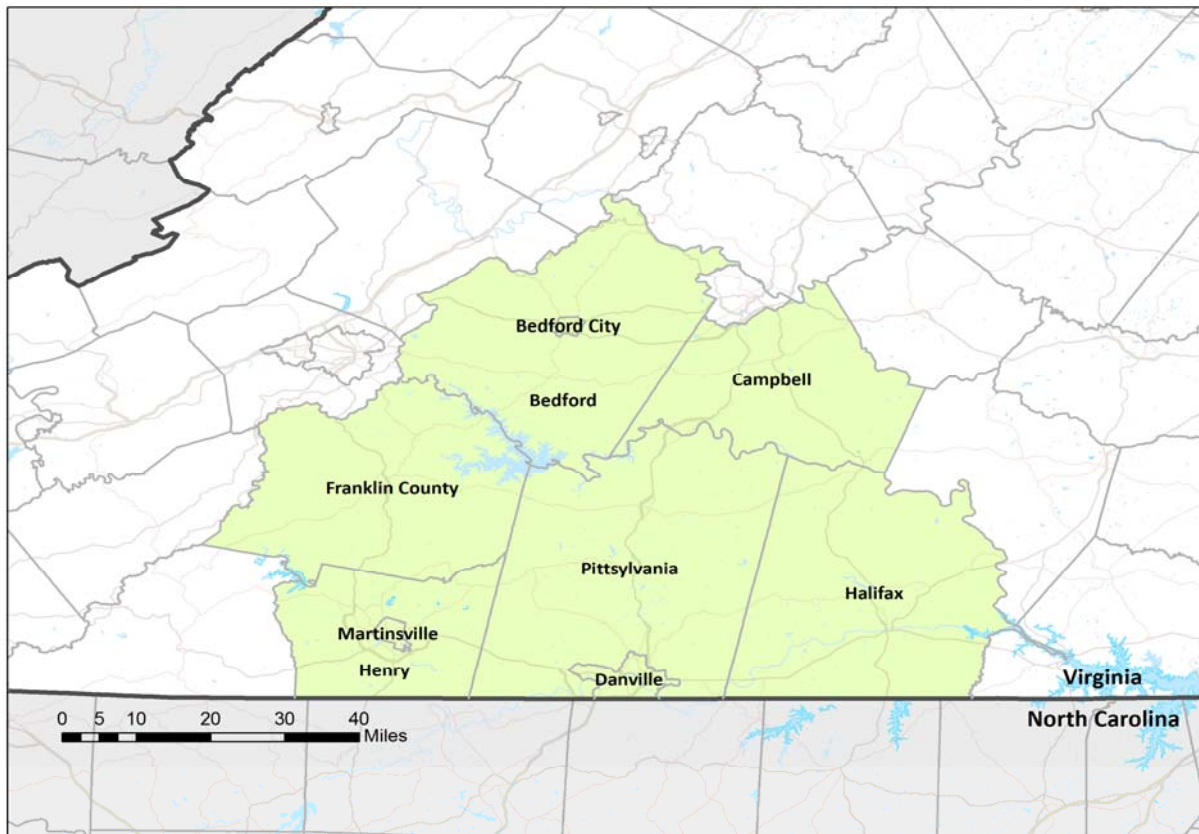 Bedford City
Bedford
Campbell
Franklin County
Pittsylvania
Halifax
Martinsville
Henry
Danville
Virginia
North Carolina
0 5 10 20 30 40
Miles